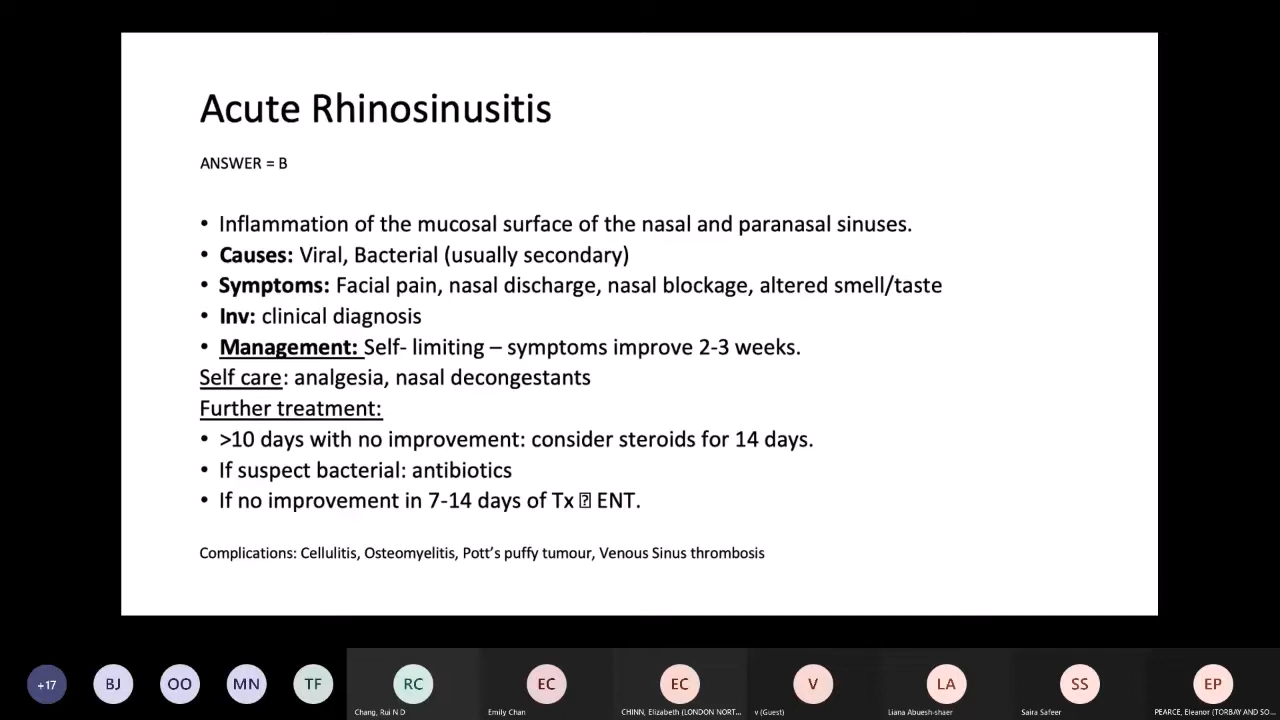 Acute Rhinosinusitis
ANSWER = B
• Inflammation of the mucosal surface of the nasal and paranasal sinuses.
• Causes: Viral, Bacterial (usually secondary)
• Symptoms: Facial pain, nasal discharge, nasal blockage, altered smell/taste
• Inv: clinical diagnosis
• Management: Self- limiting – symptoms improve 2-3 weeks.
Self care: analgesia, nasal decongestants
Further treatment:
• >10 days with no improvement: consider steroids for 14 days.
• If suspect bacterial: antibiotics
• If no improvement in 7-14 days of Tx ⍰ ENT.
Complications: Cellulitis, Osteomyelitis, Pott's puffy tumour, Venous Sinus thrombosis
+17 BJ OO MN TF RC EC EC V LA SS EP
Chang, Rui N D Emily Chan CHINN, Elizabeth (LONDON NORT... v (Guest) Liana Abuesh-shaer Saira Safeer PEARCE, Eleanor (TORBAY AND SO...